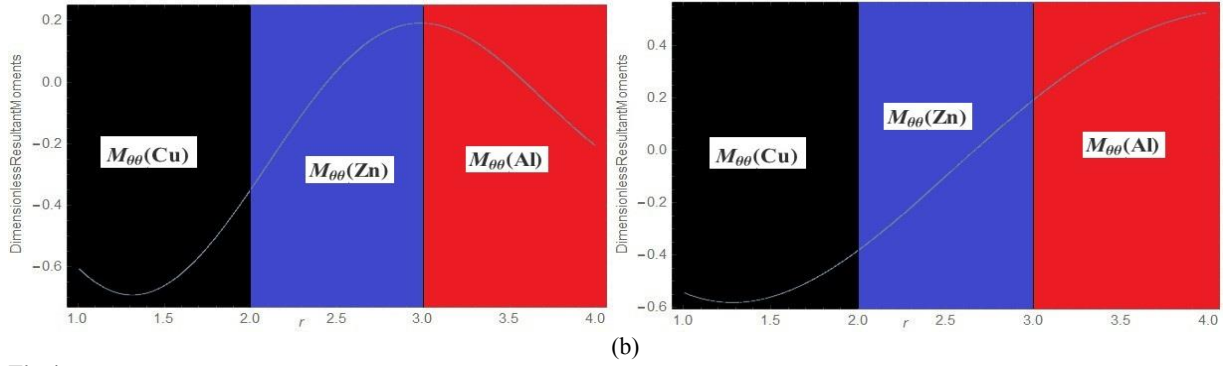 DimensionlessResultantMoments
0.2
0.0
−0.2
−0.4
−0.6
Mθθ(Cu)
Mθθ(Zn)
Mθθ(Al)
1.0 1.5 2.0 2.5 3.0 3.5 4.0
r
DimensionlessResultantMoments
0.4
0.2
0.0
−0.2
−0.4
−0.6
Mθθ(Cu)
Mθθ(Zn)
Mθθ(Al)
1.0 1.5 2.0 2.5 3.0 3.5 4.0
r
(b)